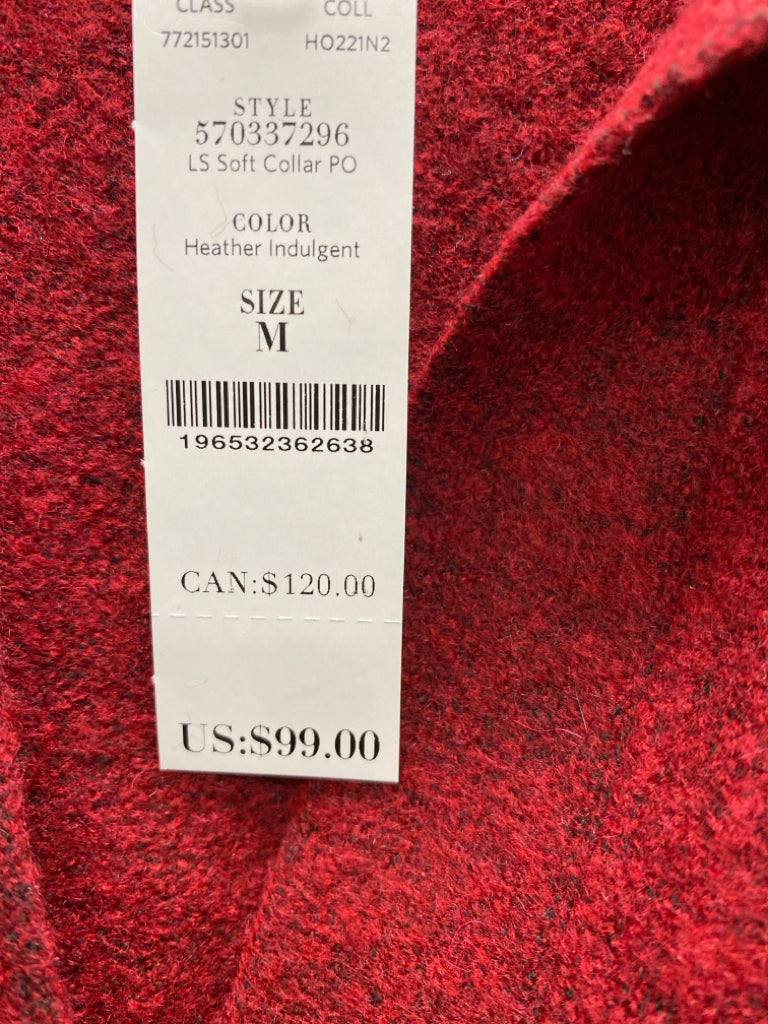 CLASS COLL
772151301 HO221N2
STYLE
570337296
LS Soft Collar PO
COLOR
Heather Indulgent
SIZE
M
196532362638
CAN:$120.00
US:$99.00